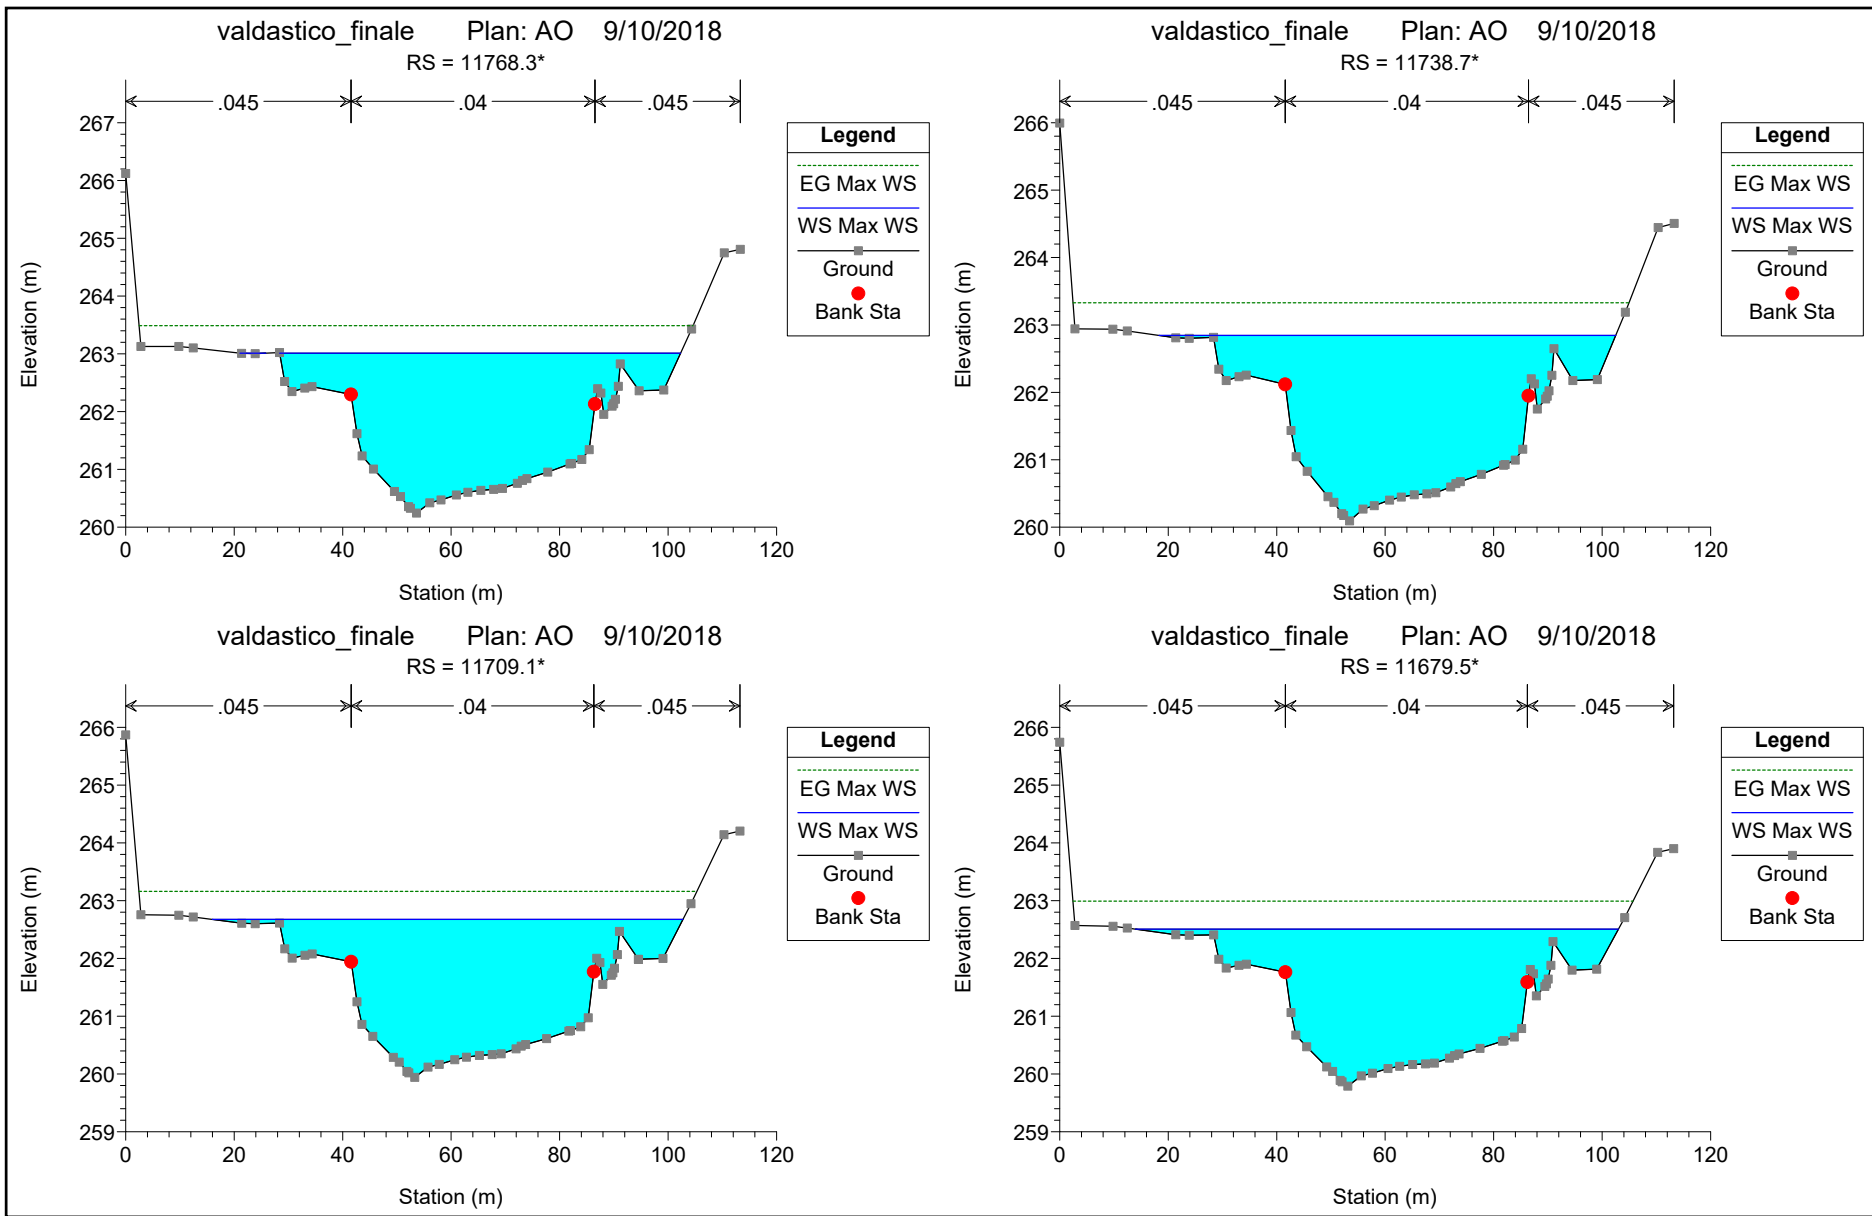 valdastico_finale Plan: AO 9/10/2018
RS = 11768.3*
.045 .04 .045
Elevation (m)
267
266
265
264
263
262
261
260
0 20 40 60 80 100 120
Station (m)
Legend
EG Max WS
WS Max WS
Ground
Bank Sta
valdastico_finale Plan: AO 9/10/2018
RS = 11738.7*
.045 .04 .045
Elevation (m)
266
265
264
263
262
261
260
0 20 40 60 80 100 120
Station (m)
Legend
EG Max WS
WS Max WS
Ground
Bank Sta
valdastico_finale Plan: AO 9/10/2018
RS = 11709.1*
.045 .04 .045
Elevation (m)
266
265
264
263
262
261
260
259
0 20 40 60 80 100 120
Station (m)
Legend
EG Max WS
WS Max WS
Ground
Bank Sta
valdastico_finale Plan: AO 9/10/2018
RS = 11679.5*
.045 .04 .045
Elevation (m)
266
265
264
263
262
261
260
259
0 20 40 60 80 100 120
Station (m)
Legend
EG Max WS
WS Max WS
Ground
Bank Sta